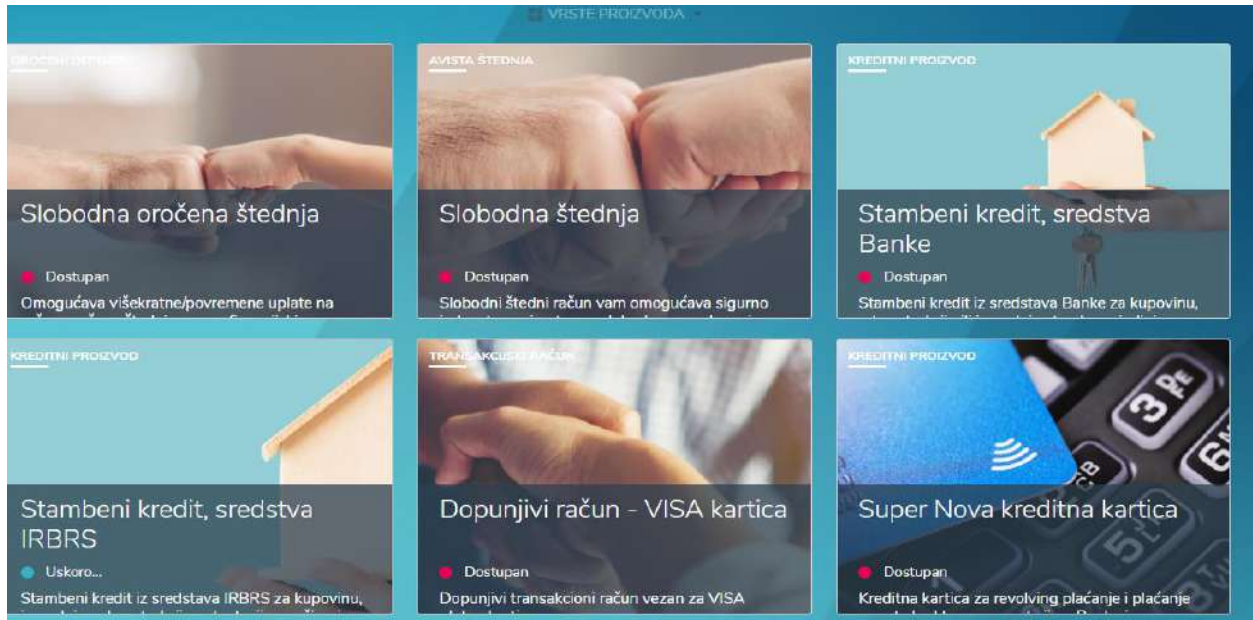 VRSTE PROIZVODA
AVISTA ŠTEDNJA
KREDITNI PROIZVOD
Slobodna oročena štednja
Slobodna štednja
Stambeni kredit, sredstva
Banke
Dostupan
Dostupan
Dostupan
Omogućava višekratne/povremene uplate na
Slobodni štedni račun vam omogućava sigurno
Stambeni kredit iz sredstava Banke za kupovinu,
KREDITNI PROIZVOD
TRANSAKCIJSKI RAČUN
KREDITNI PROIZVOD
Stambeni kredit, sredstva
IRBRS
Dopunjivi račun - VISA kartica
Super Nova kreditna kartica
Uskoro...
Dostupan
Dostupan
Stambeni kredit iz sredstava IRBRS za kupovinu,
Dopunjivi transakcioni račun vezan za VISA
Kreditna kartica za revolving plaćanje i plaćanje